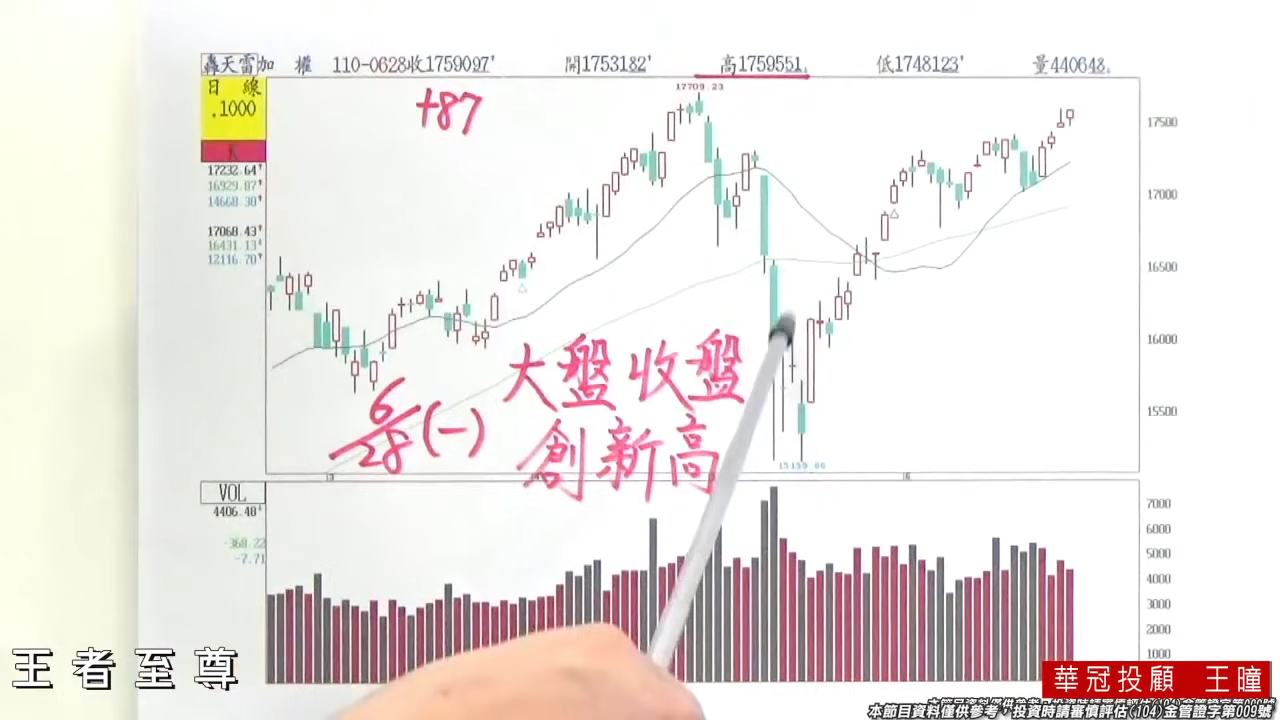 轟天雷加 權 110-0628收1759097' 開1753182' 高1759551. 低1748123' 量440648.
日 線
.1000
K
17232.64↑
16929.87↑
14668.30↑
17068.43↑
16431.13↑
12116.70↑
+87
17709.23
17500
17000
16500
16000
15500
大盤收盤
創新高
6/28(一)
VOL
4406.48↓
-368.22
-7.71
7000
6000
5000
4000
3000
2000
1000
王者至尊
華冠投顧 王曈
本節目資料僅供參考，投資時請審慎評估(104)金管證字第009號